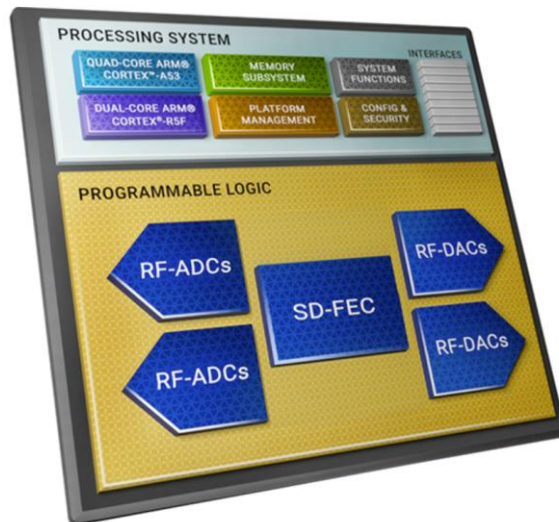 PROCESSING SYSTEM
INTERFACES
QUAD-CORE ARM®
CORTEX™-A53
MEMORY
SUBSYSTEM
SYSTEM
FUNCTIONS
DUAL-CORE ARM®
CORTEX®-R5F
PLATFORM
MANAGEMENT
CONFIG &
SECURITY
PROGRAMMABLE LOGIC
RF-ADCs
RF-DACs
SD-FEC
RF-ADCs
RF-DACs